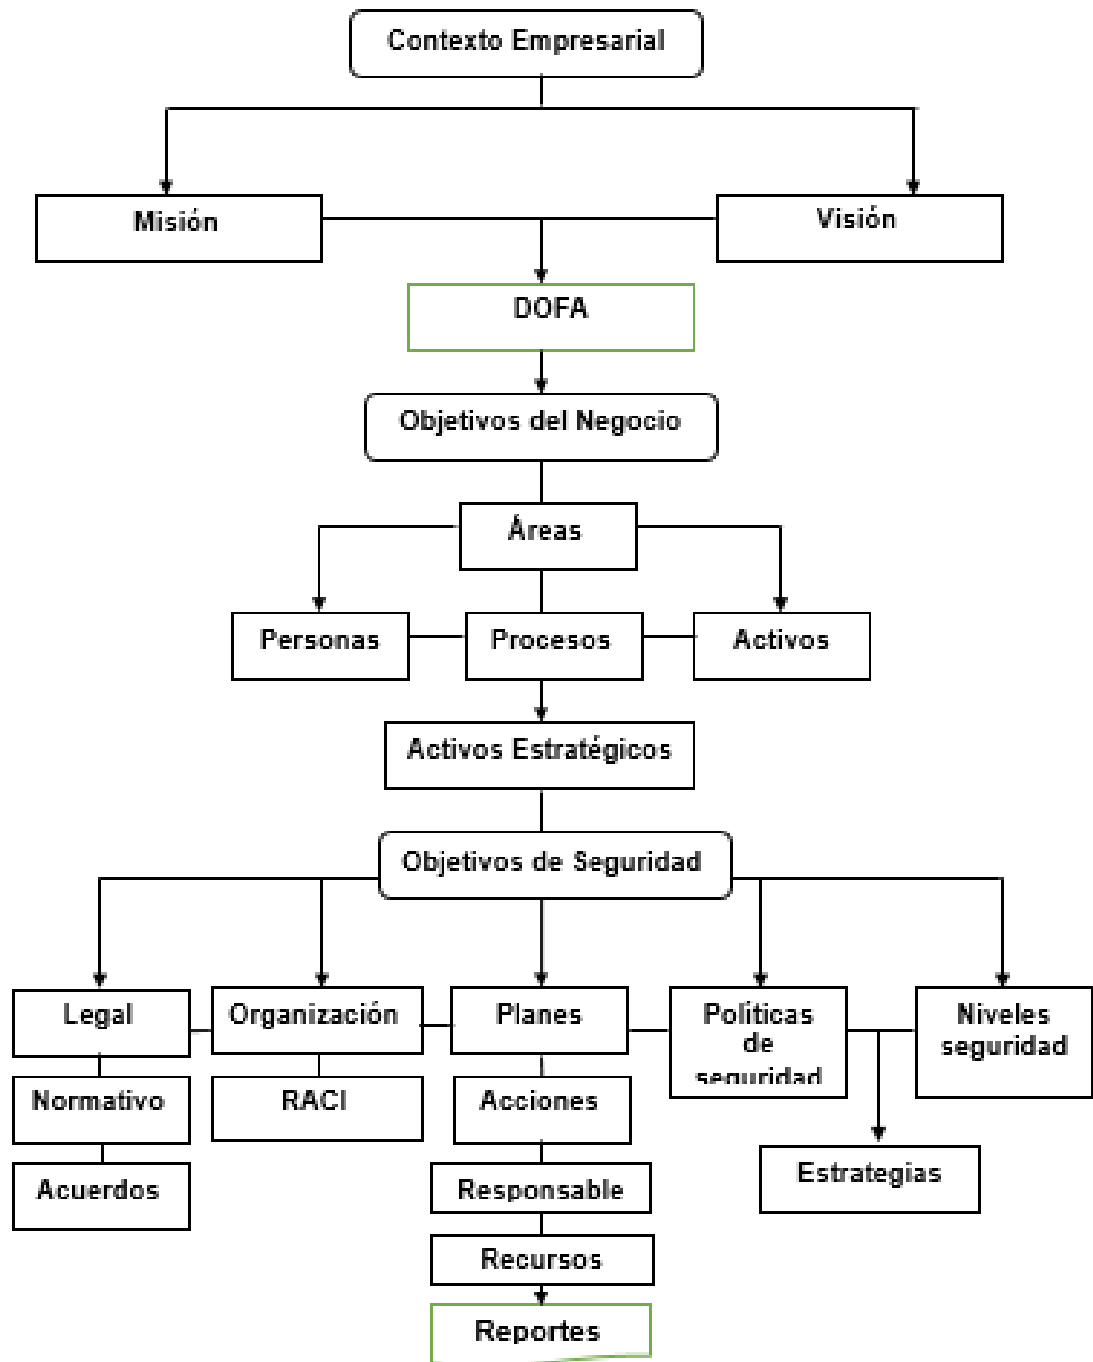 Contexto Empresarial
Misión
Visión
DOFA
Objetivos del Negocio
Áreas
Personas
Procesos
Activos
Activos Estratégicos
Objetivos de Seguridad
Legal
Organización
Planes
Políticas
de
seguridad
Niveles
seguridad
Normativo
RACI
Acciones
Acuerdos
Responsable
Estrategias
Recursos
Reportes